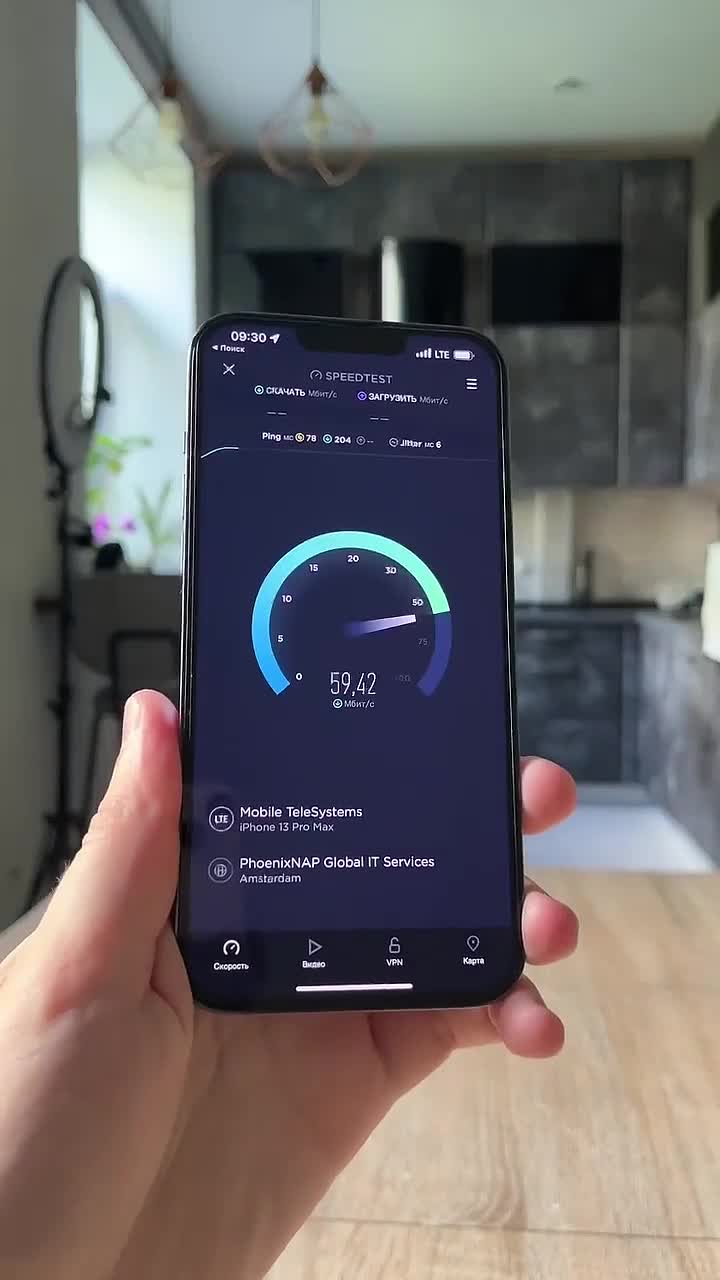 09:30 LTE
◂ Поиск
SPEEDTEST
СКАЧАТЬ Мбит/с ЗАГРУЗИТЬ Мбит/с
-- --
Ping мс 78 204 -- Jitter мс 6
20
15 30
10 50
5 75
0
59,42
Мбит/с
LTE Mobile TeleSystems
iPhone 13 Pro Max
PhoenixNAP Global IT Services
Amsterdam
Скорость Видео VPN Карта